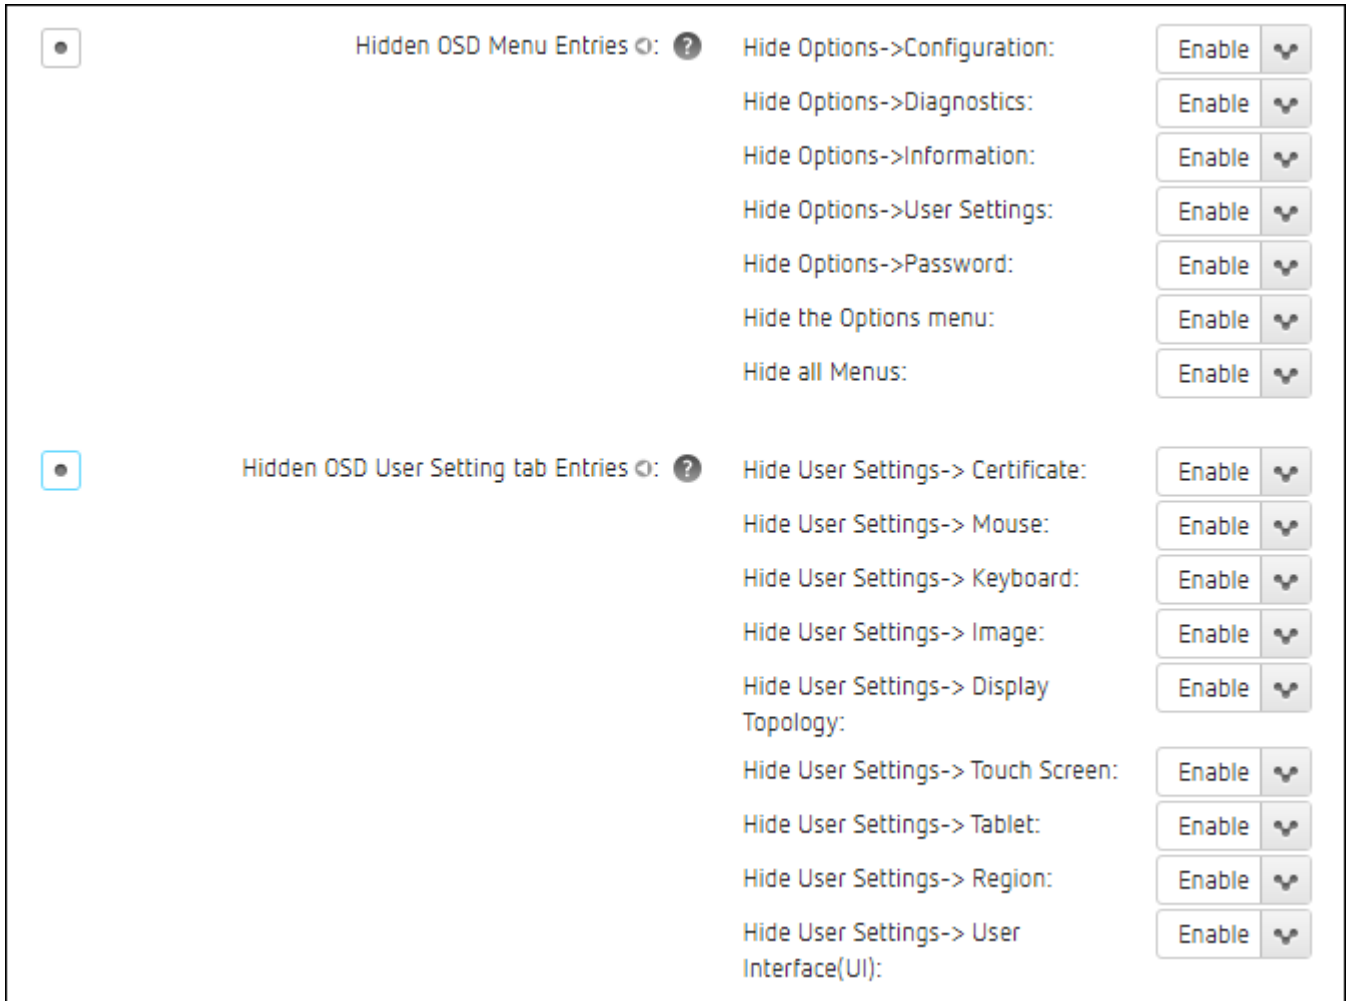 Hidden OSD Menu Entries : ? Hide Options->Configuration: Enable
Hide Options->Diagnostics: Enable
Hide Options->Information: Enable
Hide Options->User Settings: Enable
Hide Options->Password: Enable
Hide the Options menu: Enable
Hide all Menus: Enable
Hidden OSD User Setting tab Entries : ? Hide User Settings-> Certificate: Enable
Hide User Settings-> Mouse: Enable
Hide User Settings-> Keyboard: Enable
Hide User Settings-> Image: Enable
Hide User Settings-> Display Enable
Topology:
Hide User Settings-> Touch Screen: Enable
Hide User Settings-> Tablet: Enable
Hide User Settings-> Region: Enable
Hide User Settings-> User Enable
Interface(UI):